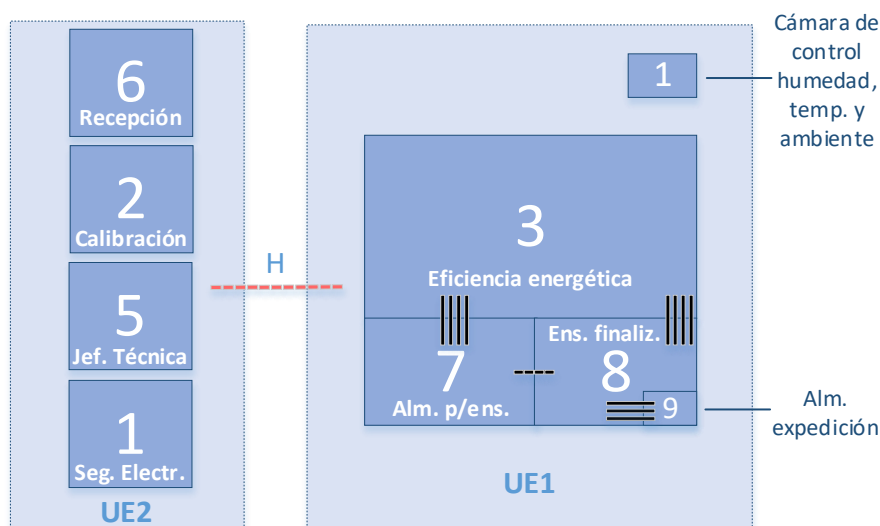 6
Recepción
2
Calibración
5
Jef. Técnica
1
Seg. Electr.
UE2
H
1
Cámara de
control
humedad,
temp. y
ambiente
3
Eficiencia energética
7
Alm. p/ens.
Ens. finaliz.
8
9
Alm.
expedición
UE1